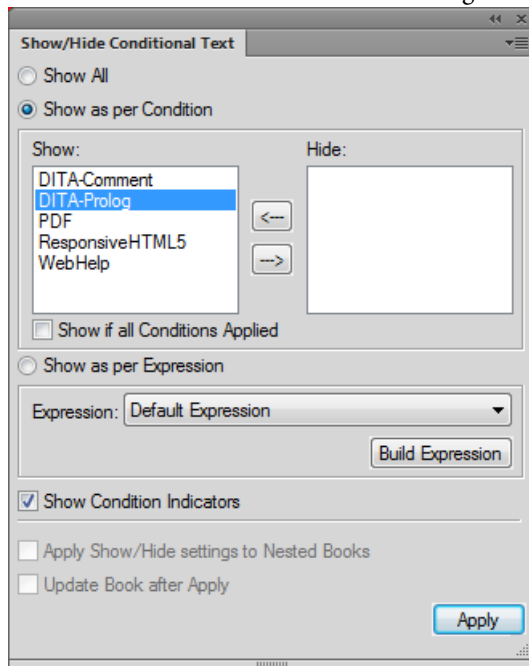 Show/Hide Conditional Text
Show All
Show as per Condition
Show: Hide:
DITA-Comment
DITA-Prolog
PDF
ResponsiveHTML5
WebHelp
<---
--->
Show if all Conditions Applied
Show as per Expression
Expression: Default Expression
Build Expression
Show Condition Indicators
Apply Show/Hide settings to Nested Books
Update Book after Apply
Apply